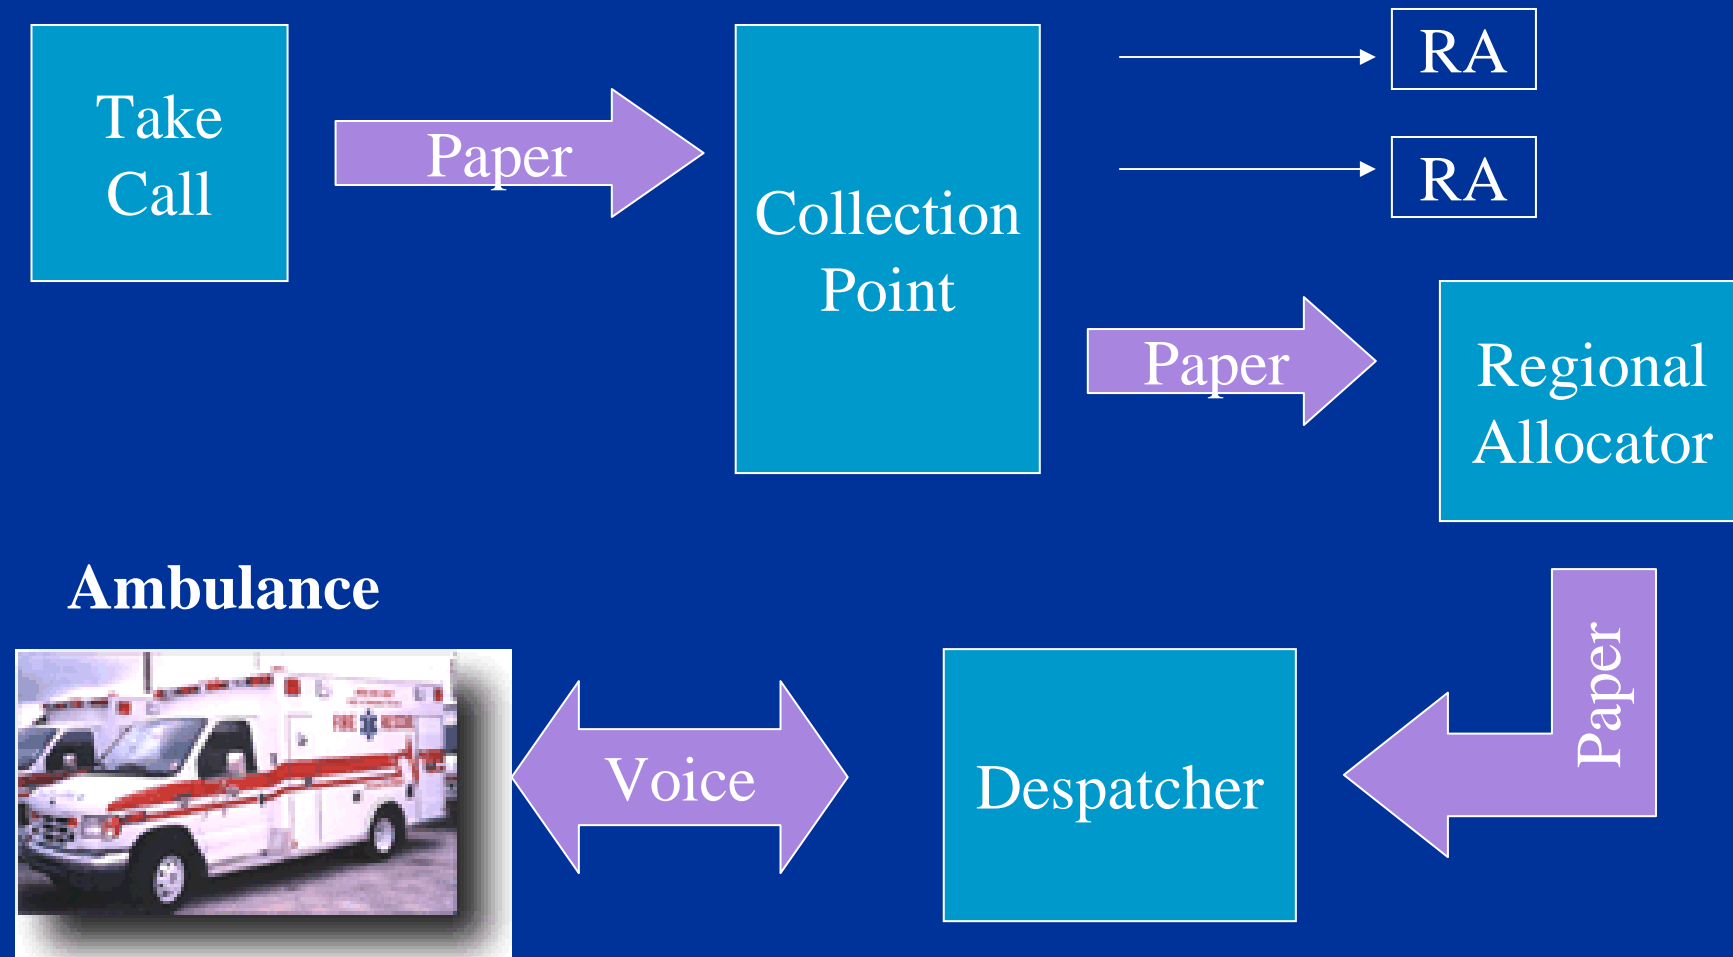 Take
Call
Paper
Collection
Point
RA
RA
Paper
Regional
Allocator
Paper
Ambulance
Voice
Despatcher